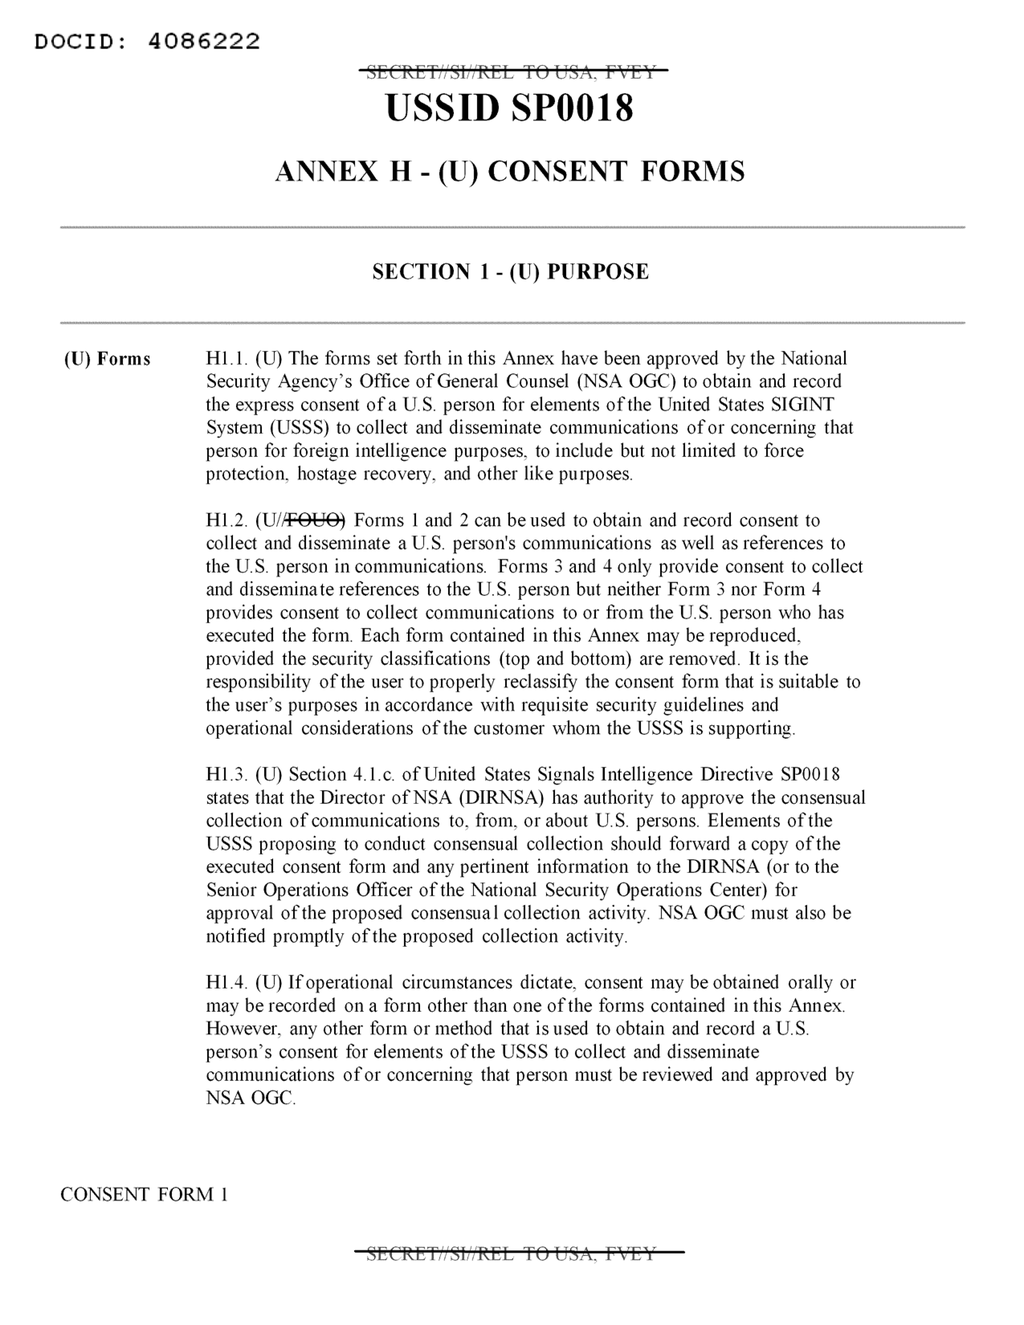 DOCID: 4086222
SECRET//SI//REL TO USA, FVEY
USSID SP0018
ANNEX H - (U) CONSENT FORMS
SECTION 1 - (U) PURPOSE
(U) Forms H1.1. (U) The forms set forth in this Annex have been approved by the National
Security Agency's Office of General Counsel (NSA OGC) to obtain and record
the express consent of a U.S. person for elements of the United States SIGINT
System (USSS) to collect and disseminate communications of or concerning that
person for foreign intelligence purposes, to include but not limited to force
protection, hostage recovery, and other like purposes.
H1.2. (U//FOUO) Forms 1 and 2 can be used to obtain and record consent to
collect and disseminate a U.S. person's communications as well as references to
the U.S. person in communications. Forms 3 and 4 only provide consent to collect
and disseminate references to the U.S. person but neither Form 3 nor Form 4
provides consent to collect communications to or from the U.S. person who has
executed the form. Each form contained in this Annex may be reproduced,
provided the security classifications (top and bottom) are removed. It is the
responsibility of the user to properly reclassify the consent form that is suitable to
the user's purposes in accordance with requisite security guidelines and
operational considerations of the customer whom the USSS is supporting.
H1.3. (U) Section 4.1.c. of United States Signals Intelligence Directive SP0018
states that the Director of NSA (DIRNSA) has authority to approve the consensual
collection of communications to, from, or about U.S. persons. Elements of the
USSS proposing to conduct consensual collection should forward a copy of the
executed consent form and any pertinent information to the DIRNSA (or to the
Senior Operations Officer of the National Security Operations Center) for
approval of the proposed consensual collection activity. NSA OGC must also be
notified promptly of the proposed collection activity.
H1.4. (U) If operational circumstances dictate, consent may be obtained orally or
may be recorded on a form other than one of the forms contained in this Annex.
However, any other form or method that is used to obtain and record a U.S.
person's consent for elements of the USSS to collect and disseminate
communications of or concerning that person must be reviewed and approved by
NSA OGC.
CONSENT FORM 1
SECRET//SI//REL TO USA, FVEY